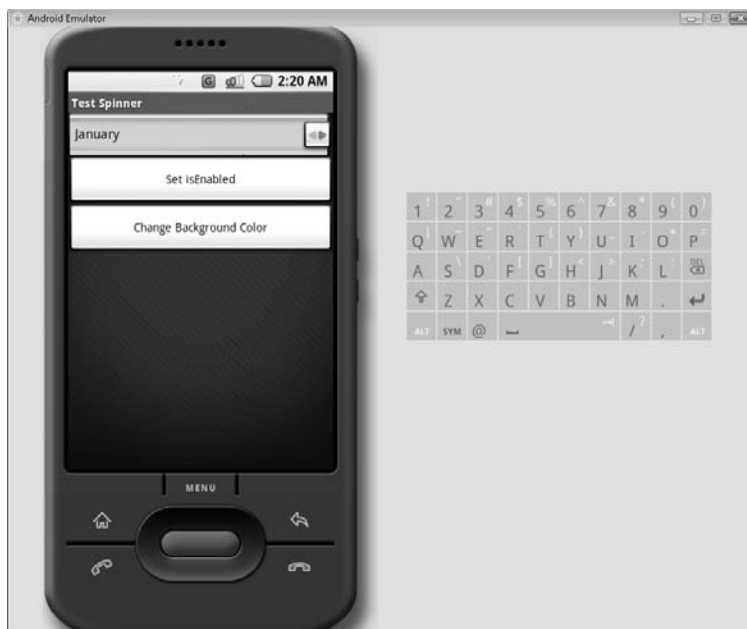 Android Emulator
G 2:20 AM
Test Spinner
January
Set isEnabled
Change Background Color
MENU
1 ! 2 3 # 4 $ 5 % 6 ^ 7 & 8 * 9 ( 0 )
Q | W E " R T { Y } U - I O + P =
A S \ D ' F [ G ] H < J > K L DEL
Z X C V B N M .
ALT SYM @ / ? , ALT